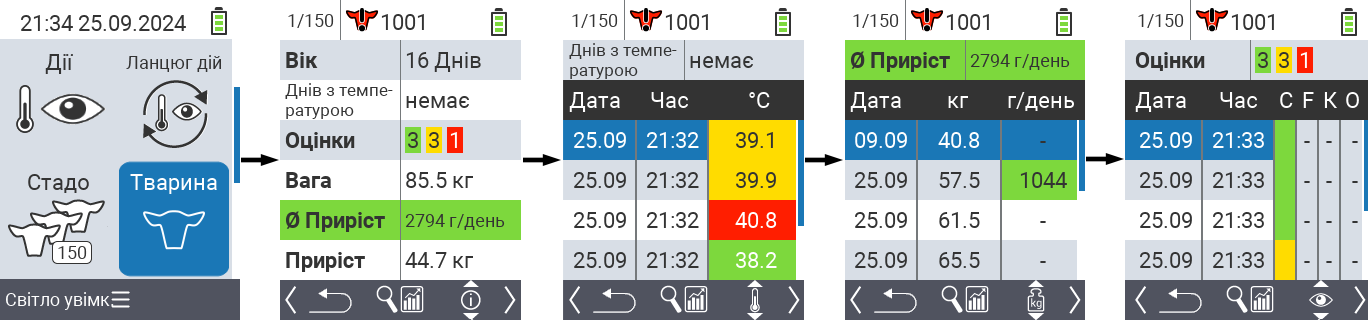 21:34 25.09.2024
Дії
Ланцюг дій
Стадо
Тварина
150
Світло увімк
1/150
1001
Вік
16 Днів
Днів з темпе-
ратурою
немає
Оцінки
3 3 1
Вага
85.5 кг
Ø Приріст
2794 г/день
Приріст
44.7 кг
1/150
1001
Днів з темпе-
ратурою
немає
Дата Час °C
25.09 21:32 39.1
25.09 21:32 39.9
25.09 21:32 40.8
25.09 21:32 38.2
1/150
1001
Ø Приріст
2794 г/день
Дата кг г/день
09.09 40.8 -
25.09 57.5 1044
25.09 61.5 -
25.09 65.5 -
kg
1/150
1001
Оцінки
3 3 1
Дата Час C F K O
25.09 21:33 - - -
25.09 21:33 - - -
25.09 21:33 - - -
25.09 21:33 - - -